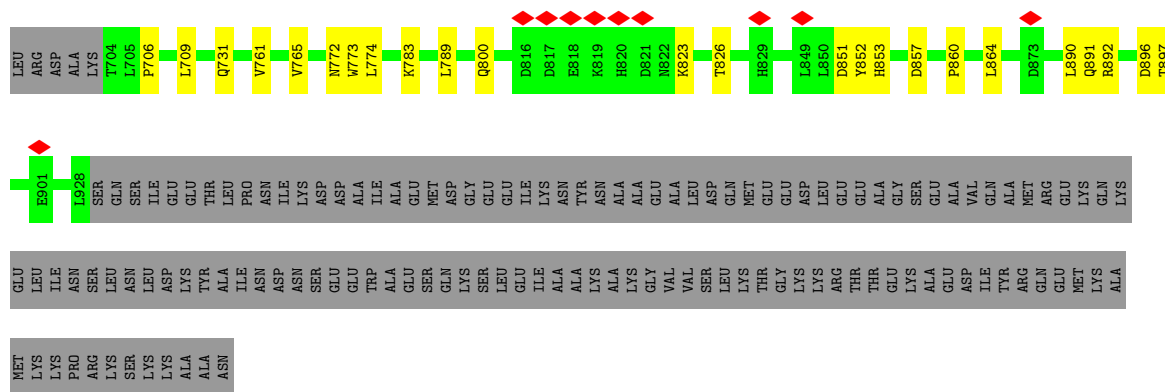 LEU ARG ASP ALA LYS T704 L705 P706 L709 Q731 V761 V765 N772 W773 L774 K783 L789 Q800 D816 D817 E818 K819 H820 D821 N822 K823 T826 H829 L849 L850 D851 Y852 H853 D857 P860 L864 D873 L890 Q891 R892 D896 T897
E901 L928 SER GLN SER ILE GLU GLU THR LEU PRO ASN ILE LYS ASP ASP ALA ILE ALA GLU MET ASP GLY GLU GLU ILE LYS ASN TYR ASN ALA ALA GLU ALA LEU ASP GLN MET GLU GLU ASP LEU GLU GLU ALA GLY SER GLU ALA VAL GLN ALA MET ARG GLU LYS GLN LYS
GLU LEU ILE ASN SER LEU ASN LEU ASP LYS TYR ALA ILE ASN ASP ASN SER GLU GLU TRP ALA GLU SER GLN LYS SER LEU GLU ILE ALA ALA LYS ALA LYS GLY VAL VAL SER LEU LYS THR GLY LYS LYS ARG THR THR GLU LYS ALA GLU ASP ILE TYR ARG GLN GLU MET LYS ALA
MET LYS LYS PRO ARG LYS SER LYS LYS ALA ALA ASN